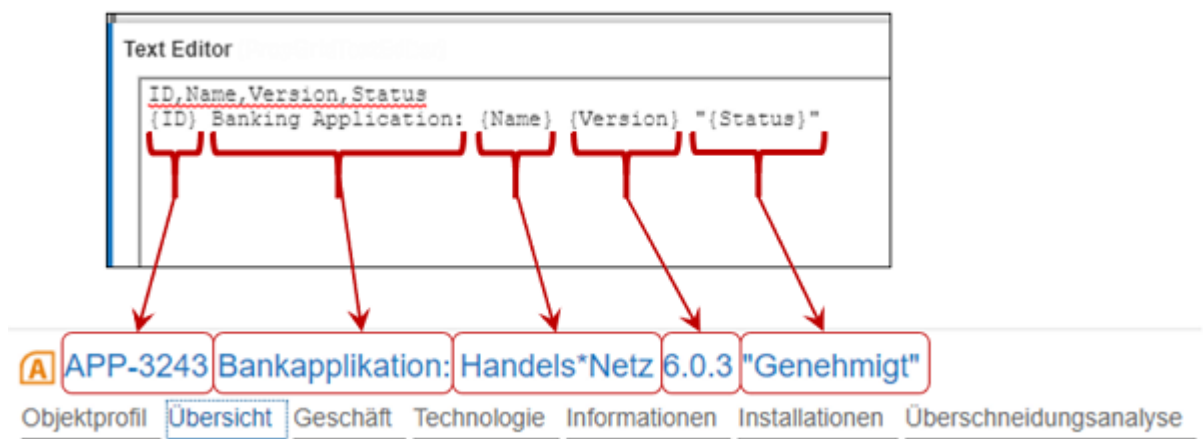 Text Editor
ID,Name,Version,Status
{ID} Banking Application: {Name} {Version} "{Status}"
A APP-3243 Bankapplikation: Handels*Netz 6.0.3 "Genehmigt"
Objektprofil Übersicht Geschäft Technologie Informationen Installationen Überschneidungsanalyse